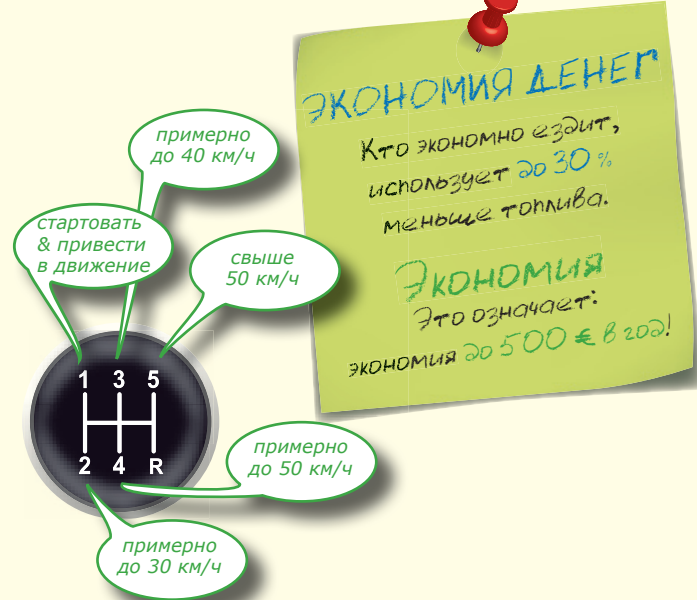 ЭКОНОМИЯ ДЕНЕГ
Кто экономно ездит,
использует до 30 %
меньше топлива.
Экономия
Это означает:
экономия до 500 € в год!
примерно
до 40 км/ч
стартовать
& привести
в движение
свыше
50 км/ч
1 3 5
2 4 R
примерно
до 50 км/ч
примерно
до 30 км/ч